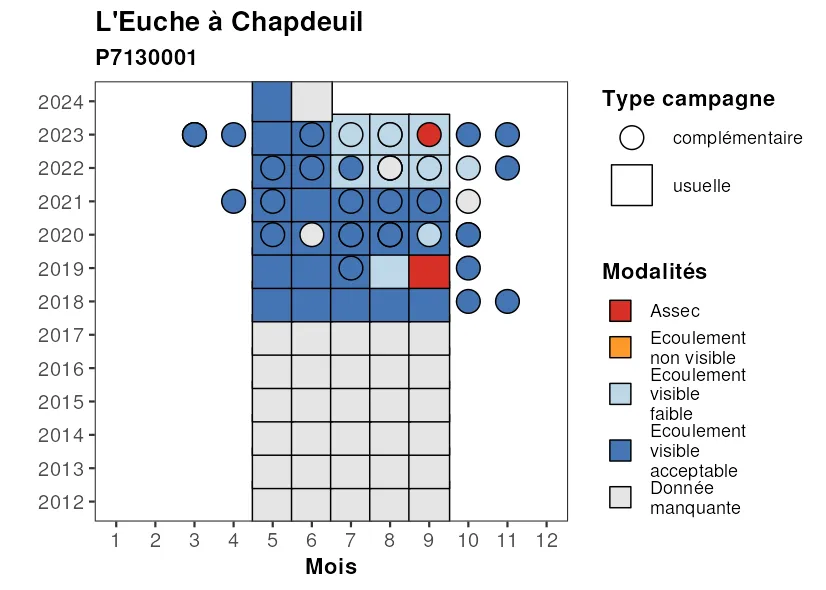 L'Euche à Chapdeuil
P7130001
2024
2023
2022
2021
2020
2019
2018
2017
2016
2015
2014
2013
2012
1 2 3 4 5 6 7 8 9 10 11 12
Mois
Type campagne
complémentaire
usuelle
Modalités
Assec
Ecoulement
non visible
Ecoulement
visible
faible
Ecoulement
visible
acceptable
Donnée
manquante